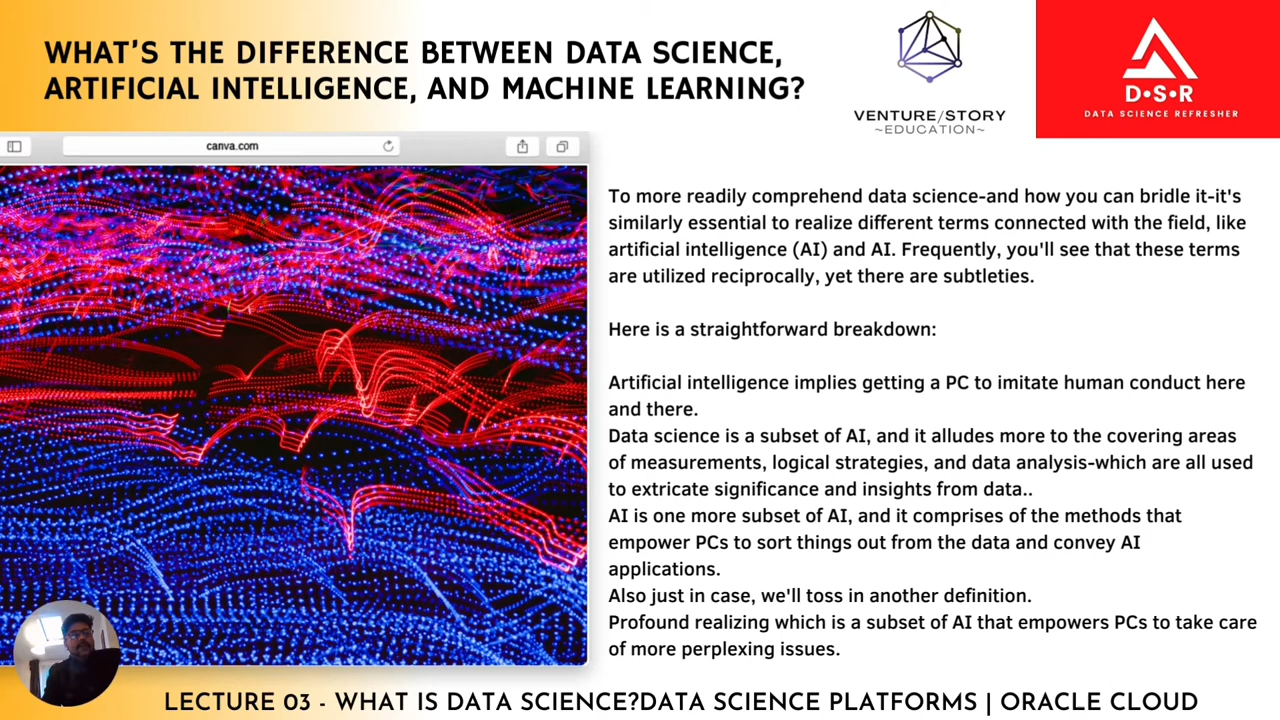 WHAT'S THE DIFFERENCE BETWEEN DATA SCIENCE,
ARTIFICIAL INTELLIGENCE, AND MACHINE LEARNING?
VENTURE/STORY
~EDUCATION~
D•S•R
DATA SCIENCE REFRESHER
canva.com
To more readily comprehend data science-and how you can bridle it-it's
similarly essential to realize different terms connected with the field, like
artificial intelligence (AI) and AI. Frequently, you'll see that these terms
are utilized reciprocally, yet there are subtleties.
Here is a straightforward breakdown:
Artificial intelligence implies getting a PC to imitate human conduct here
and there.
Data science is a subset of AI, and it alludes more to the covering areas
of measurements, logical strategies, and data analysis-which are all used
to extricate significance and insights from data..
AI is one more subset of AI, and it comprises of the methods that
empower PCs to sort things out from the data and convey AI
applications.
Also just in case, we'll toss in another definition.
Profound realizing which is a subset of AI that empowers PCs to take care
of more perplexing issues.
LECTURE 03 - WHAT IS DATA SCIENCE?DATA SCIENCE PLATFORMS | ORACLE CLOUD